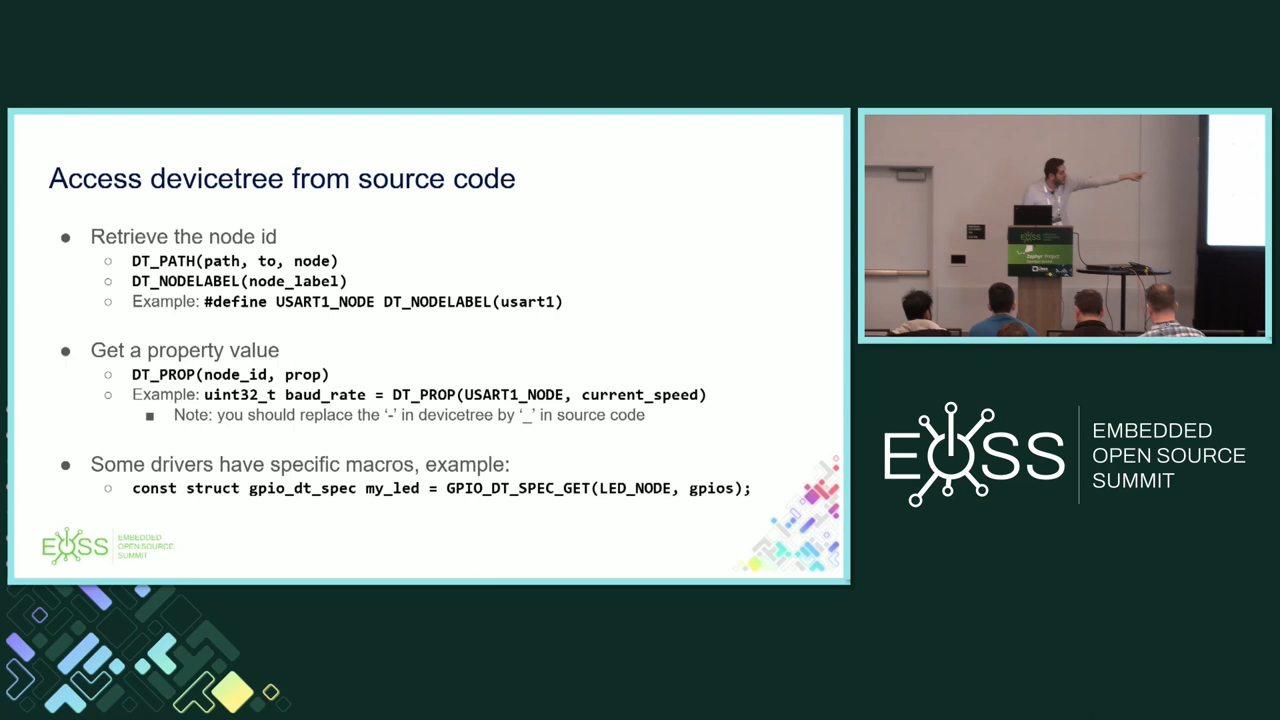 Access devicetree from source code
● Retrieve the node id
○ DT_PATH(path, to, node)
○ DT_NODELABEL(node_label)
○ Example: #define USART1_NODE DT_NODELABEL(usart1)
● Get a property value
○ DT_PROP(node_id, prop)
○ Example: uint32_t baud_rate = DT_PROP(USART1_NODE, current_speed)
■ Note: you should replace the ‘-’ in devicetree by ‘_’ in source code
● Some drivers have specific macros, example:
○ const struct gpio_dt_spec my_led = GPIO_DT_SPEC_GET(LED_NODE, gpios);
EOSS
EMBEDDED
OPEN SOURCE
SUMMIT
EOSS
Zephyr Project
EOSS
EMBEDDED
OPEN SOURCE
SUMMIT